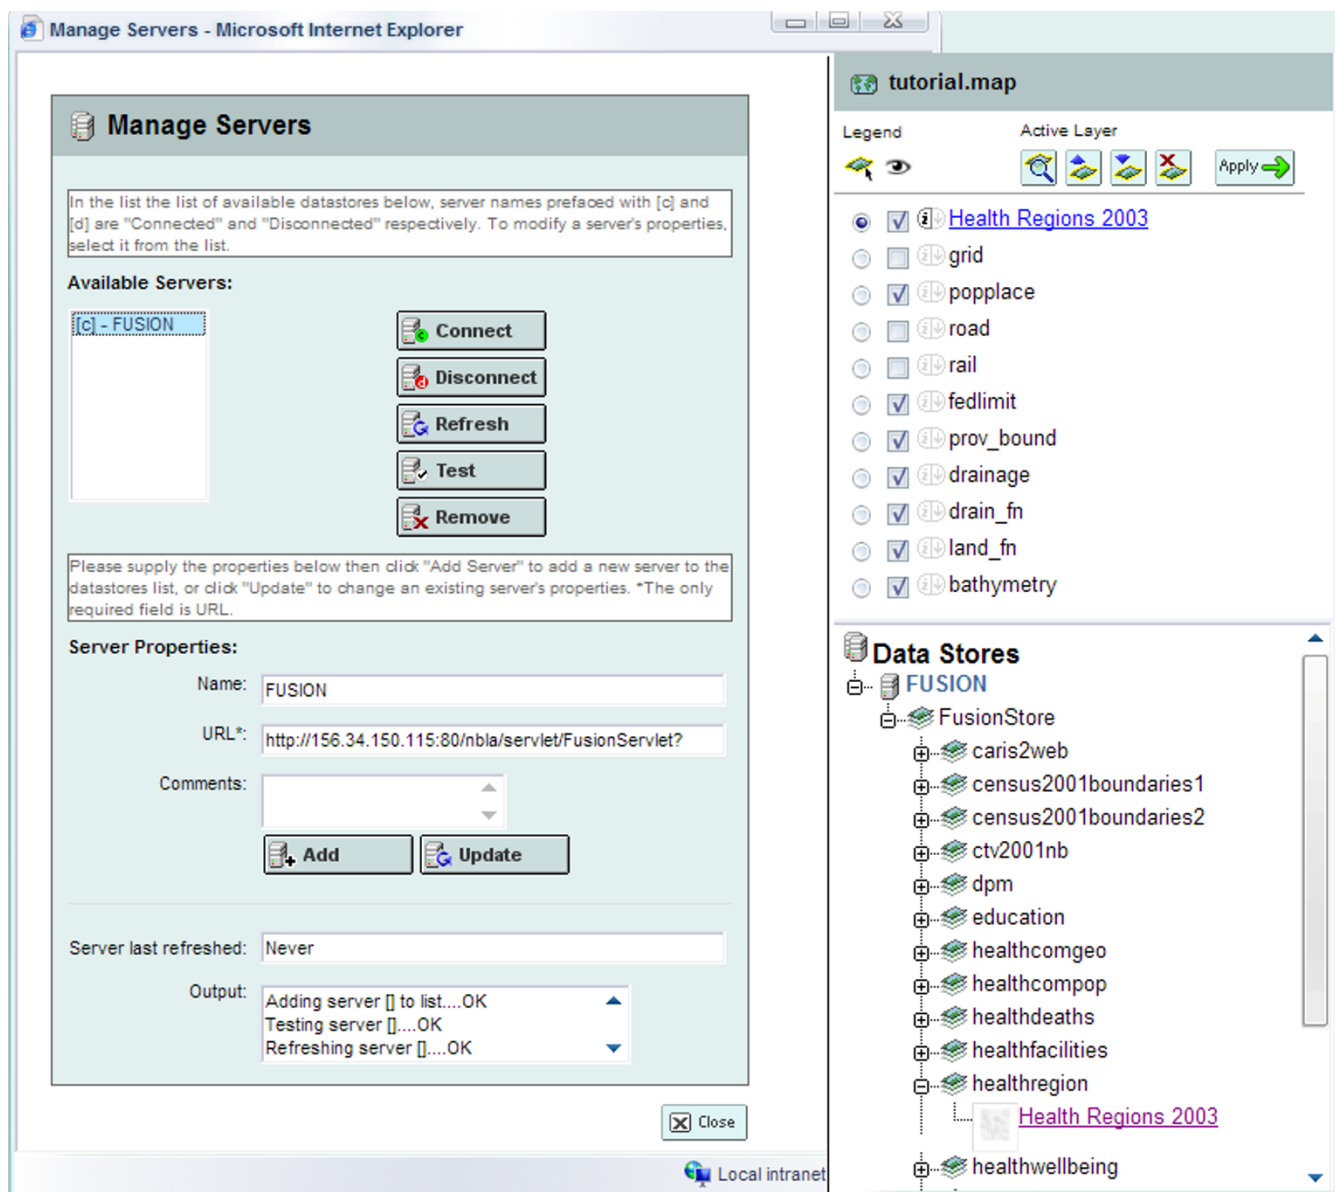 Manage Servers - Microsoft Internet Explorer
Manage Servers
In the list the list of available datastores below, server names prefaced with [c] and
[d] are "Connected" and "Disconnected" respectively. To modify a server's properties,
select it from the list.
Available Servers:
[c] - FUSION
Connect
Disconnect
Refresh
Test
Remove
Please supply the properties below then click "Add Server" to add a new server to the
datastores list, or click "Update" to change an existing server's properties. *The only
required field is URL.
Server Properties:
Name: FUSION
URL*: http://156.34.150.115:80/nbla/servlet/FusionServlet?
Comments:
Add Update
Server last refreshed: Never
Output: Adding server [] to list....OK
Testing server []....OK
Refreshing server []....OK
Close
Local intranet
tutorial.map
Legend Active Layer
Apply
Health Regions 2003
grid
popplace
road
rail
fedlimit
prov_bound
drainage
drain_fn
land_fn
bathymetry
Data Stores
FUSION
FusionStore
caris2web
census2001boundaries1
census2001boundaries2
ctv2001nb
dpm
education
healthcomgeo
healthcompop
healthdeaths
healthfacilities
healthregion
Health Regions 2003
healthwellbeing